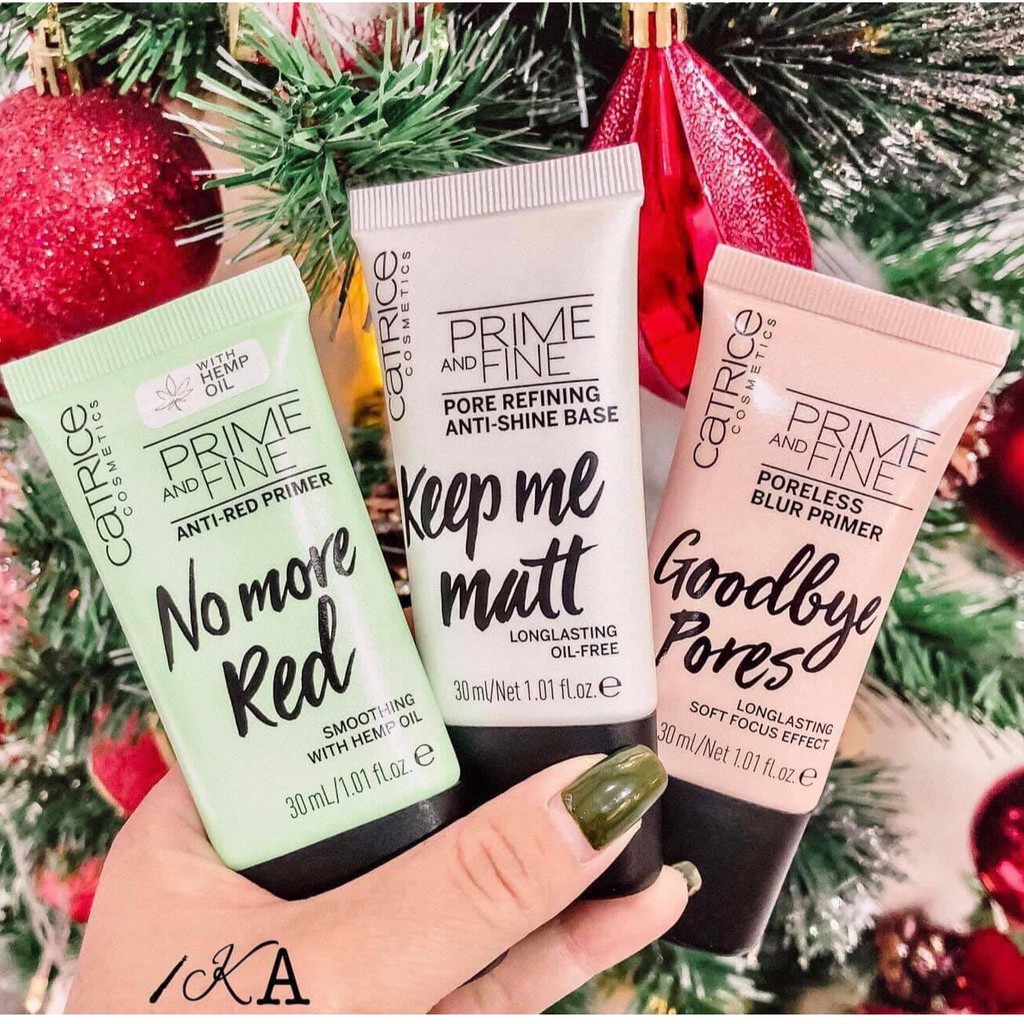 WITH
HEMP
OIL
CATRICE
COSMETICS
PRIME
AND FINE
ANTI-RED PRIMER
No more
Red
SMOOTHING
WITH HEMP OIL
30 mL/1.01 fl.oz. e
CATRICE
COSMETICS
PRIME
AND FINE
PORE REFINING
ANTI-SHINE BASE
Keep me
matt
LONGLASTING
OIL-FREE
30 ml/Net 1.01 fl.oz. e
CATRICE
COSMETICS
PRIME
AND FINE
PORELESS
BLUR PRIMER
Goodbye
Pores
LONGLASTING
SOFT FOCUS EFFECT
30 ml/Net 1.01 fl.oz. e
IKA